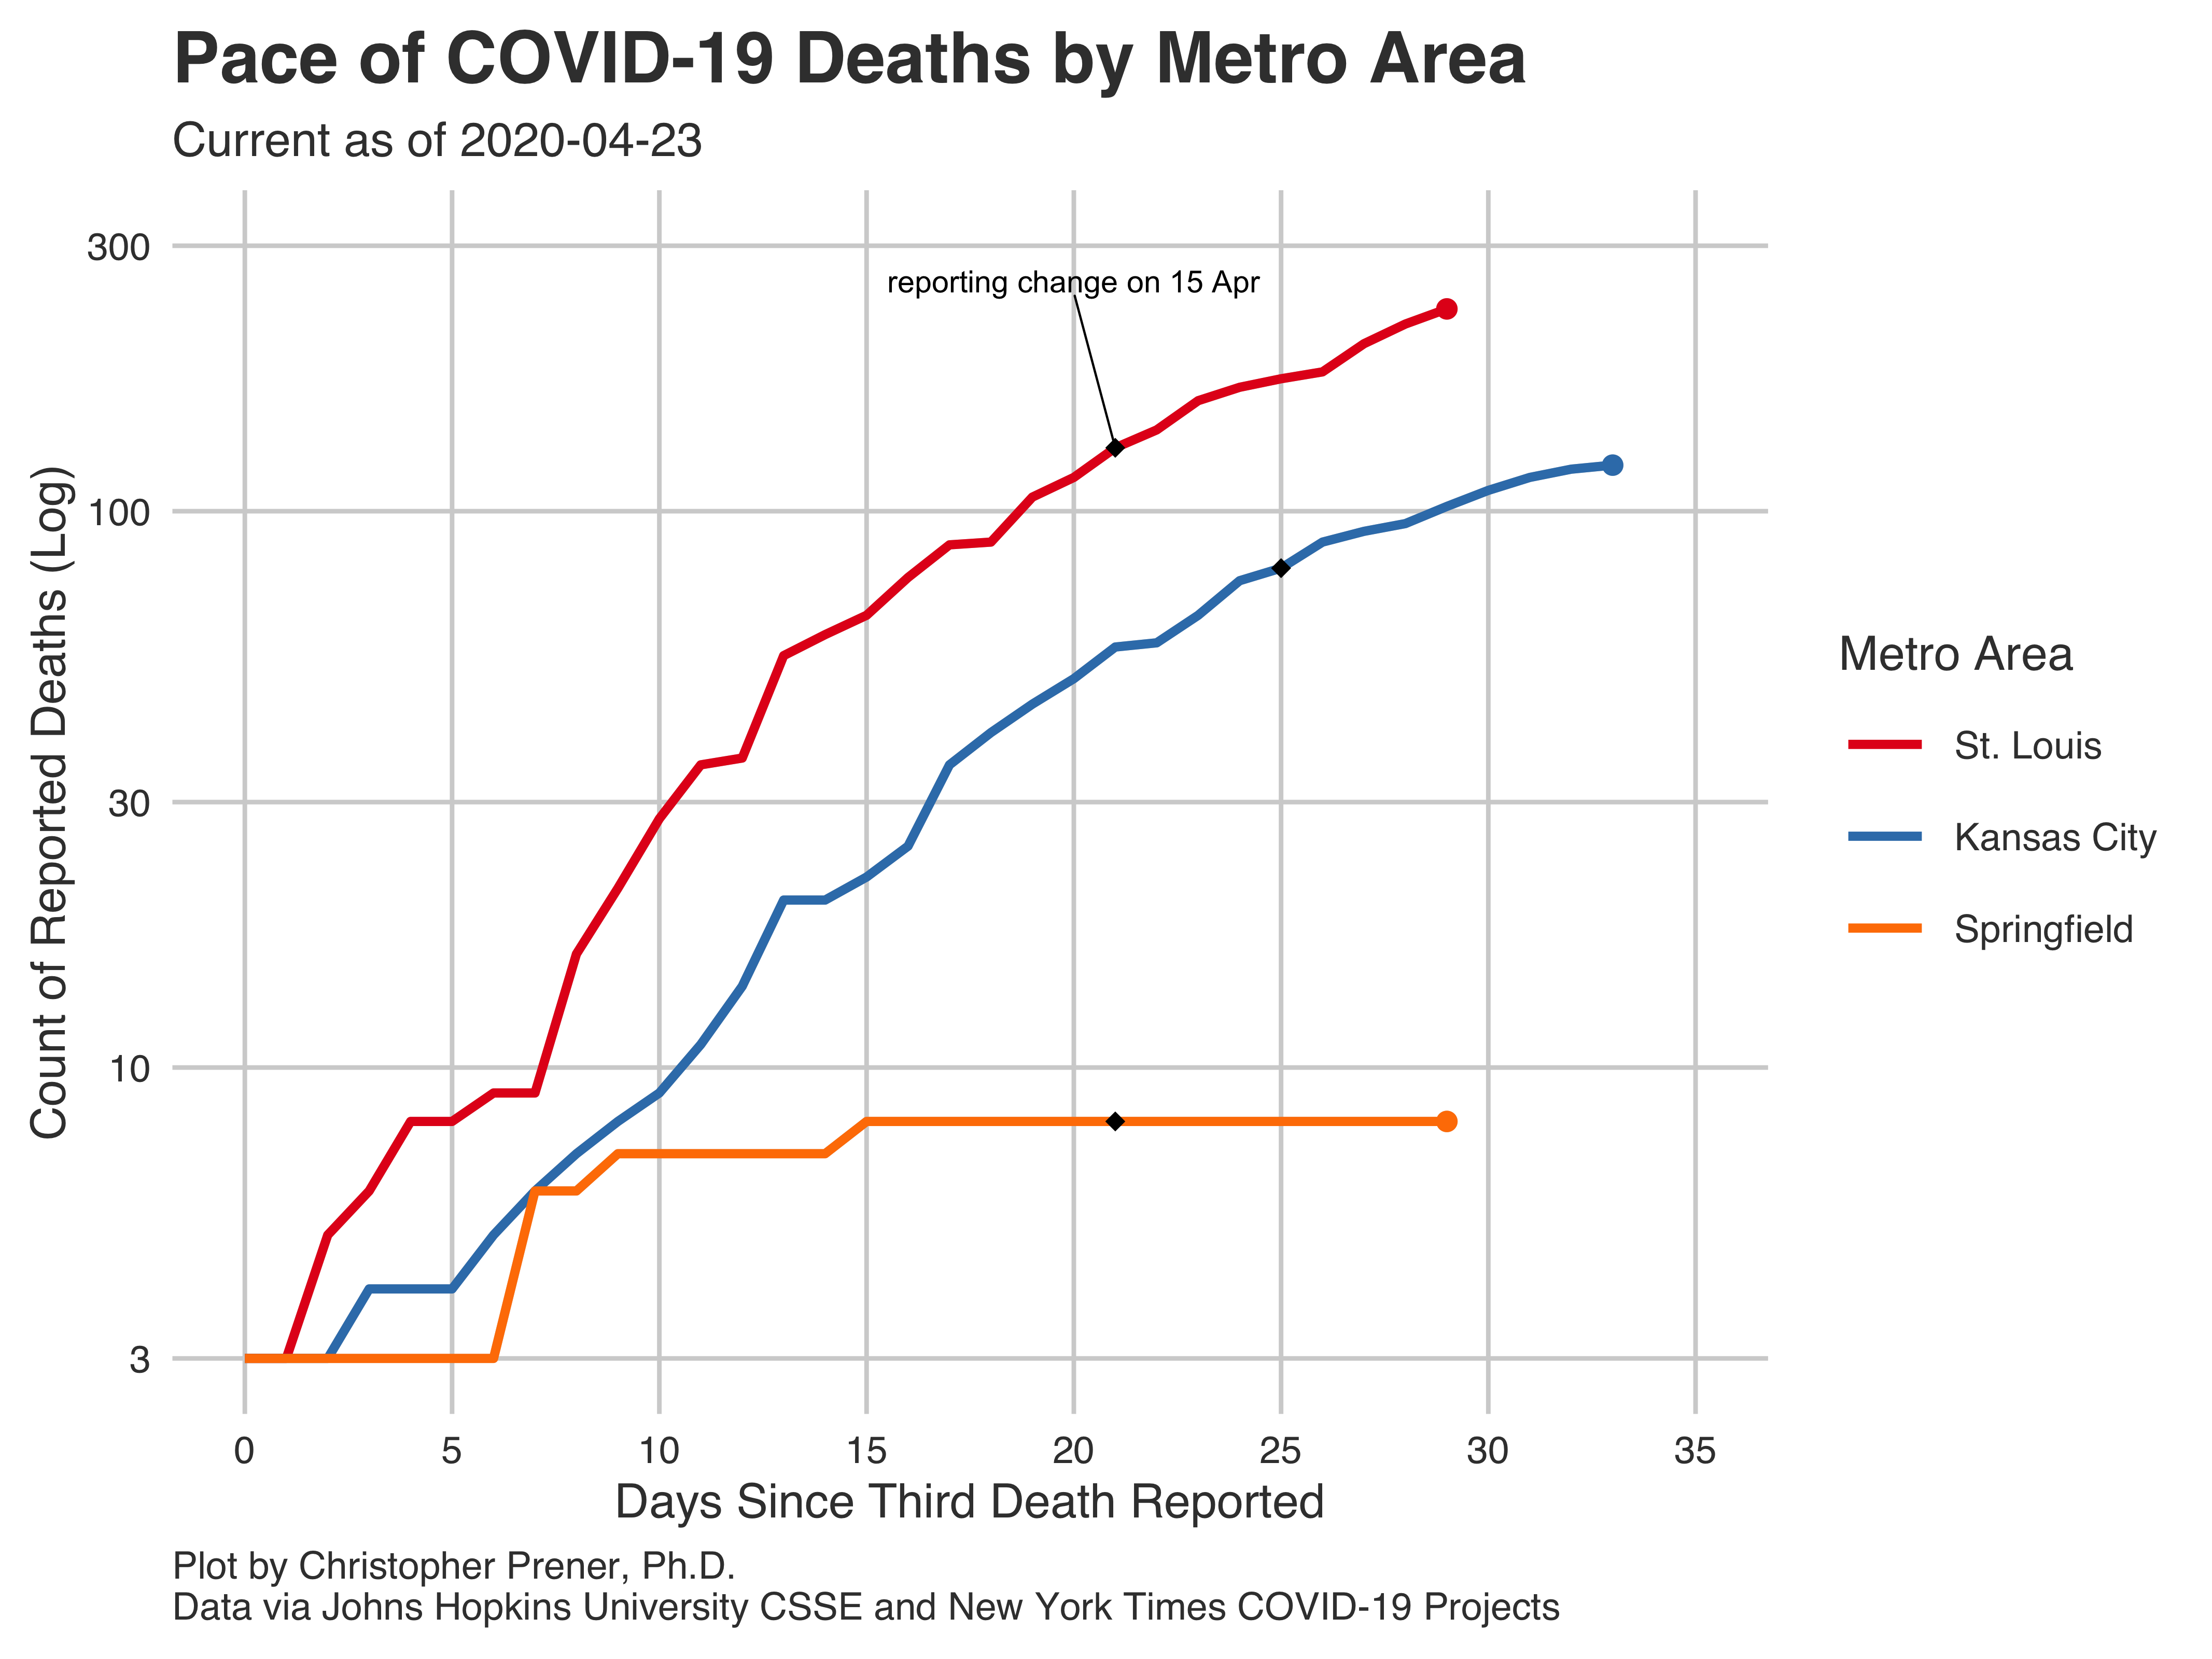 Pace of COVID-19 Deaths by Metro Area
Current as of 2020-04-23
300
100
30
10
3
Count of Reported Deaths (Log)
reporting change on 15 Apr
0 5 10 15 20 25 30 35
Days Since Third Death Reported
Metro Area
St. Louis
Kansas City
Springfield
Plot by Christopher Prener, Ph.D.
Data via Johns Hopkins University CSSE and New York Times COVID-19 Projects